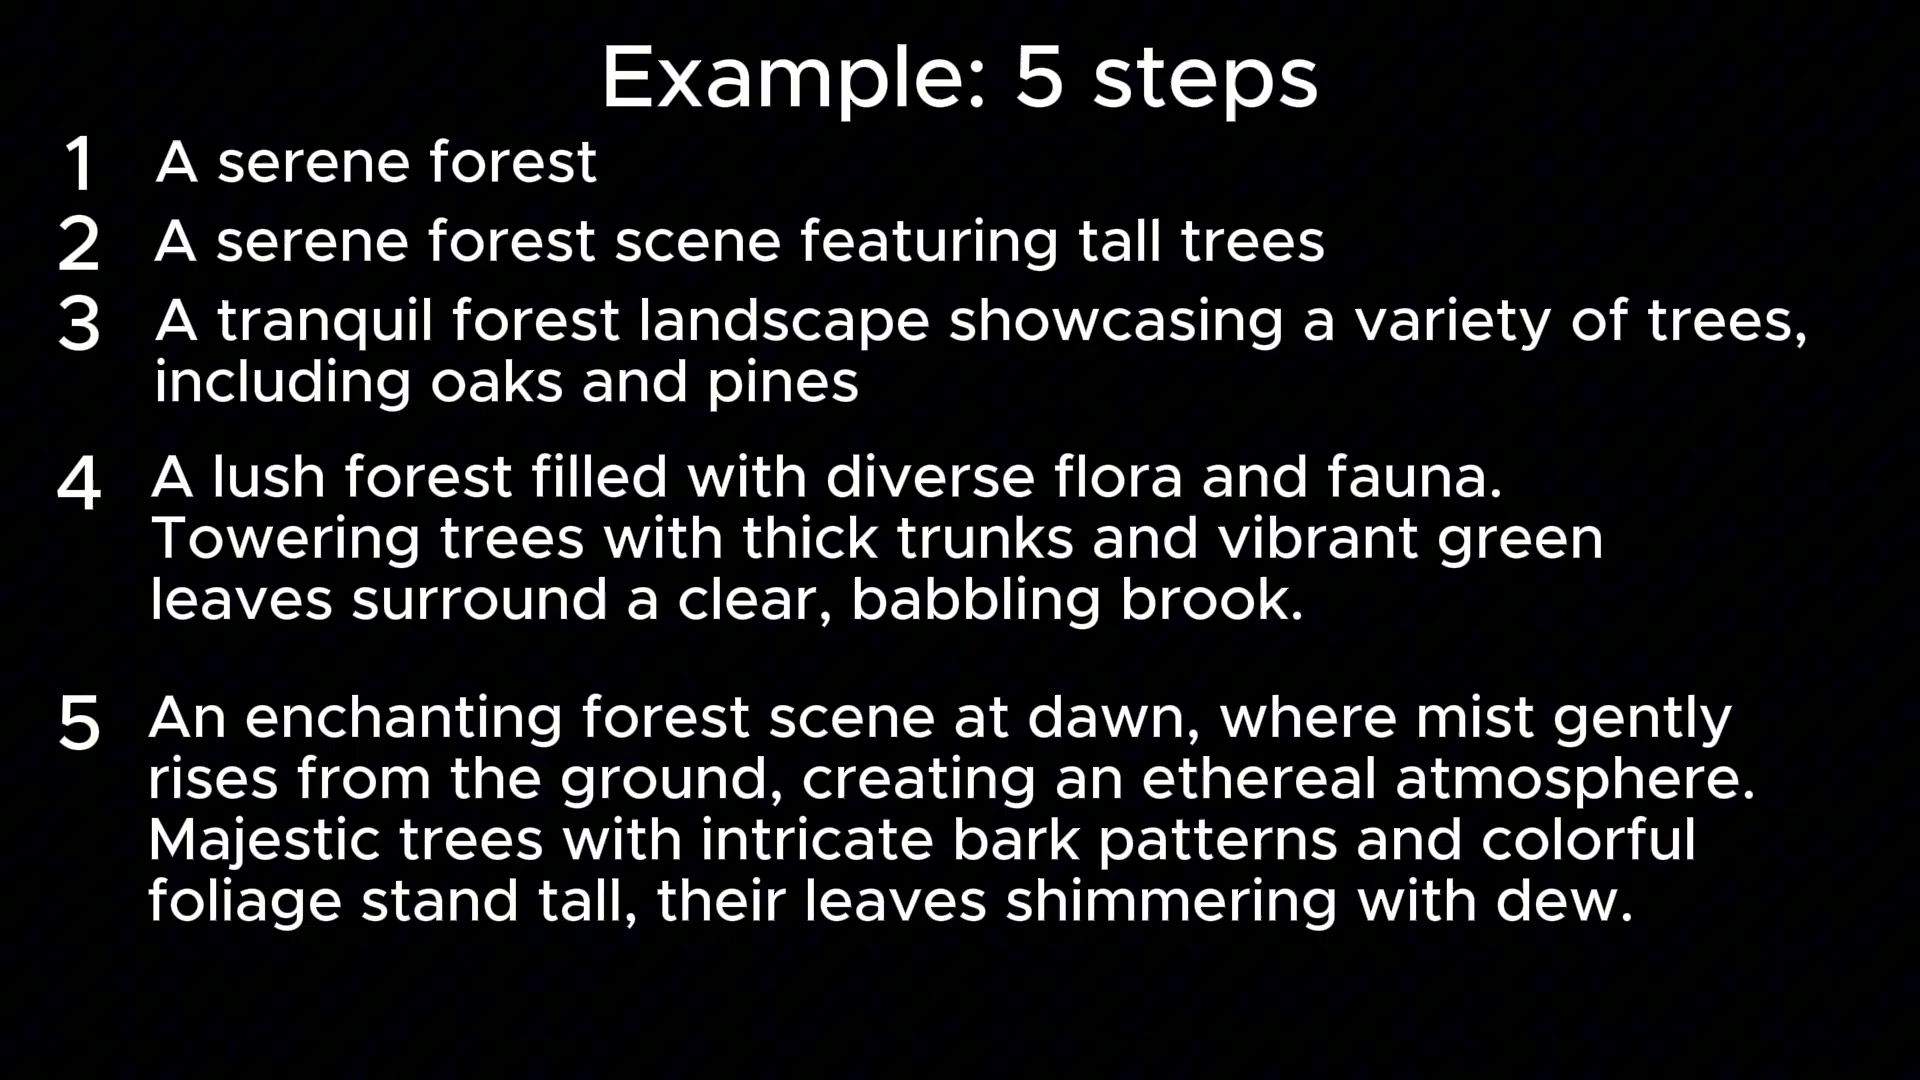 Example: 5 steps
1 A serene forest
2 A serene forest scene featuring tall trees
3 A tranquil forest landscape showcasing a variety of trees,
including oaks and pines
4 A lush forest filled with diverse flora and fauna.
Towering trees with thick trunks and vibrant green
leaves surround a clear, babbling brook.
5 An enchanting forest scene at dawn, where mist gently
rises from the ground, creating an ethereal atmosphere.
Majestic trees with intricate bark patterns and colorful
foliage stand tall, their leaves shimmering with dew.